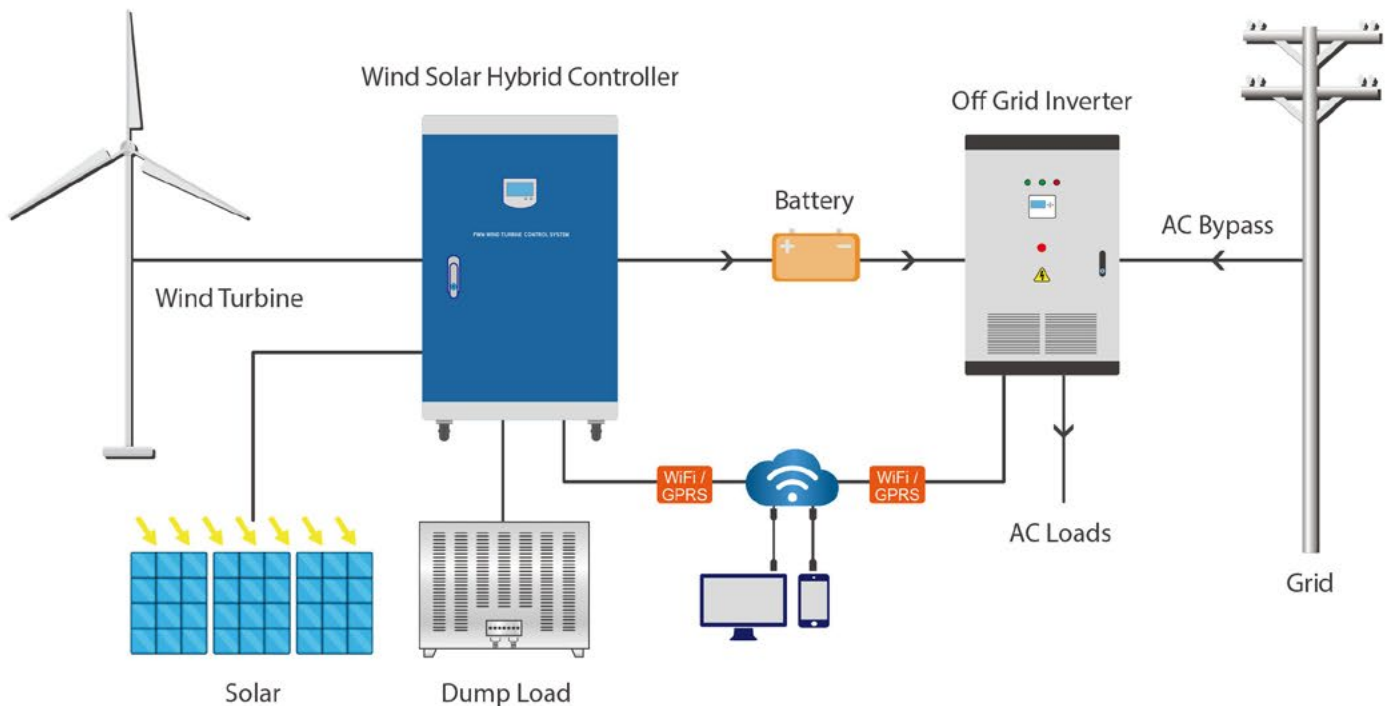 Wind Solar Hybrid Controller
Off Grid Inverter
Battery
AC Bypass
PWM WIND TURBINE CONTROL SYSTEM
Wind Turbine
WiFi /
GPRS
WiFi /
GPRS
AC Loads
Grid
Solar
Dump Load